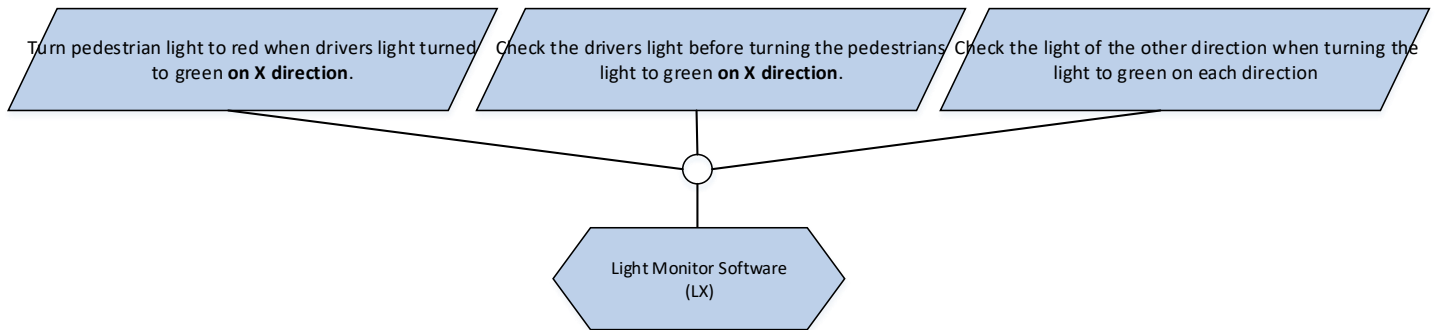 Turn pedestrian light to red when drivers light turned
to green on X direction.
Check the drivers light before turning the pedestrians
light to green on X direction.
Check the light of the other direction when turning the
light to green on each direction
Light Monitor Software
(LX)